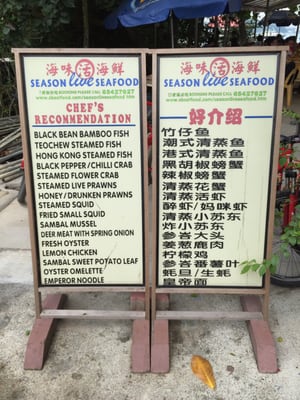 海味活海鮮
SEASON live SEAFOOD
CHEF'S
RECOMMENDATION
BLACK BEAN BAMBOO FISH
TEOCHEW STEAMED FISH
HONG KONG STEAMED FISH
BLACK PEPPER / CHILLI CRAB
STEAMED FLOWER CRAB
STEAMED LIVE PRAWNS
HONEY / DRUNKEN PRAWNS
STEAMED SQUID
FRIED SMALL SQUID
SAMBAL MUSSEL
DEER MEAT WITH SPRING ONION
FRESH OYSTER
LEMON CHICKEN
SAMBAL SWEET POTATO LEAF
OYSTER OMELETTE
EMPEROR NOODLE
海味活海鮮
SEASON live SEAFOOD
好介绍
竹仔鱼
潮式清蒸鱼
港式清蒸鱼
黑胡椒螃蟹
辣椒螃蟹
清蒸花蟹
清蒸活虾
醉虾/妈咪虾
清蒸小苏东
炸小苏东
参峇大头
姜葱鹿肉
柠檬鸡
参峇番薯叶
蚝旦/生蚝
皇帝面